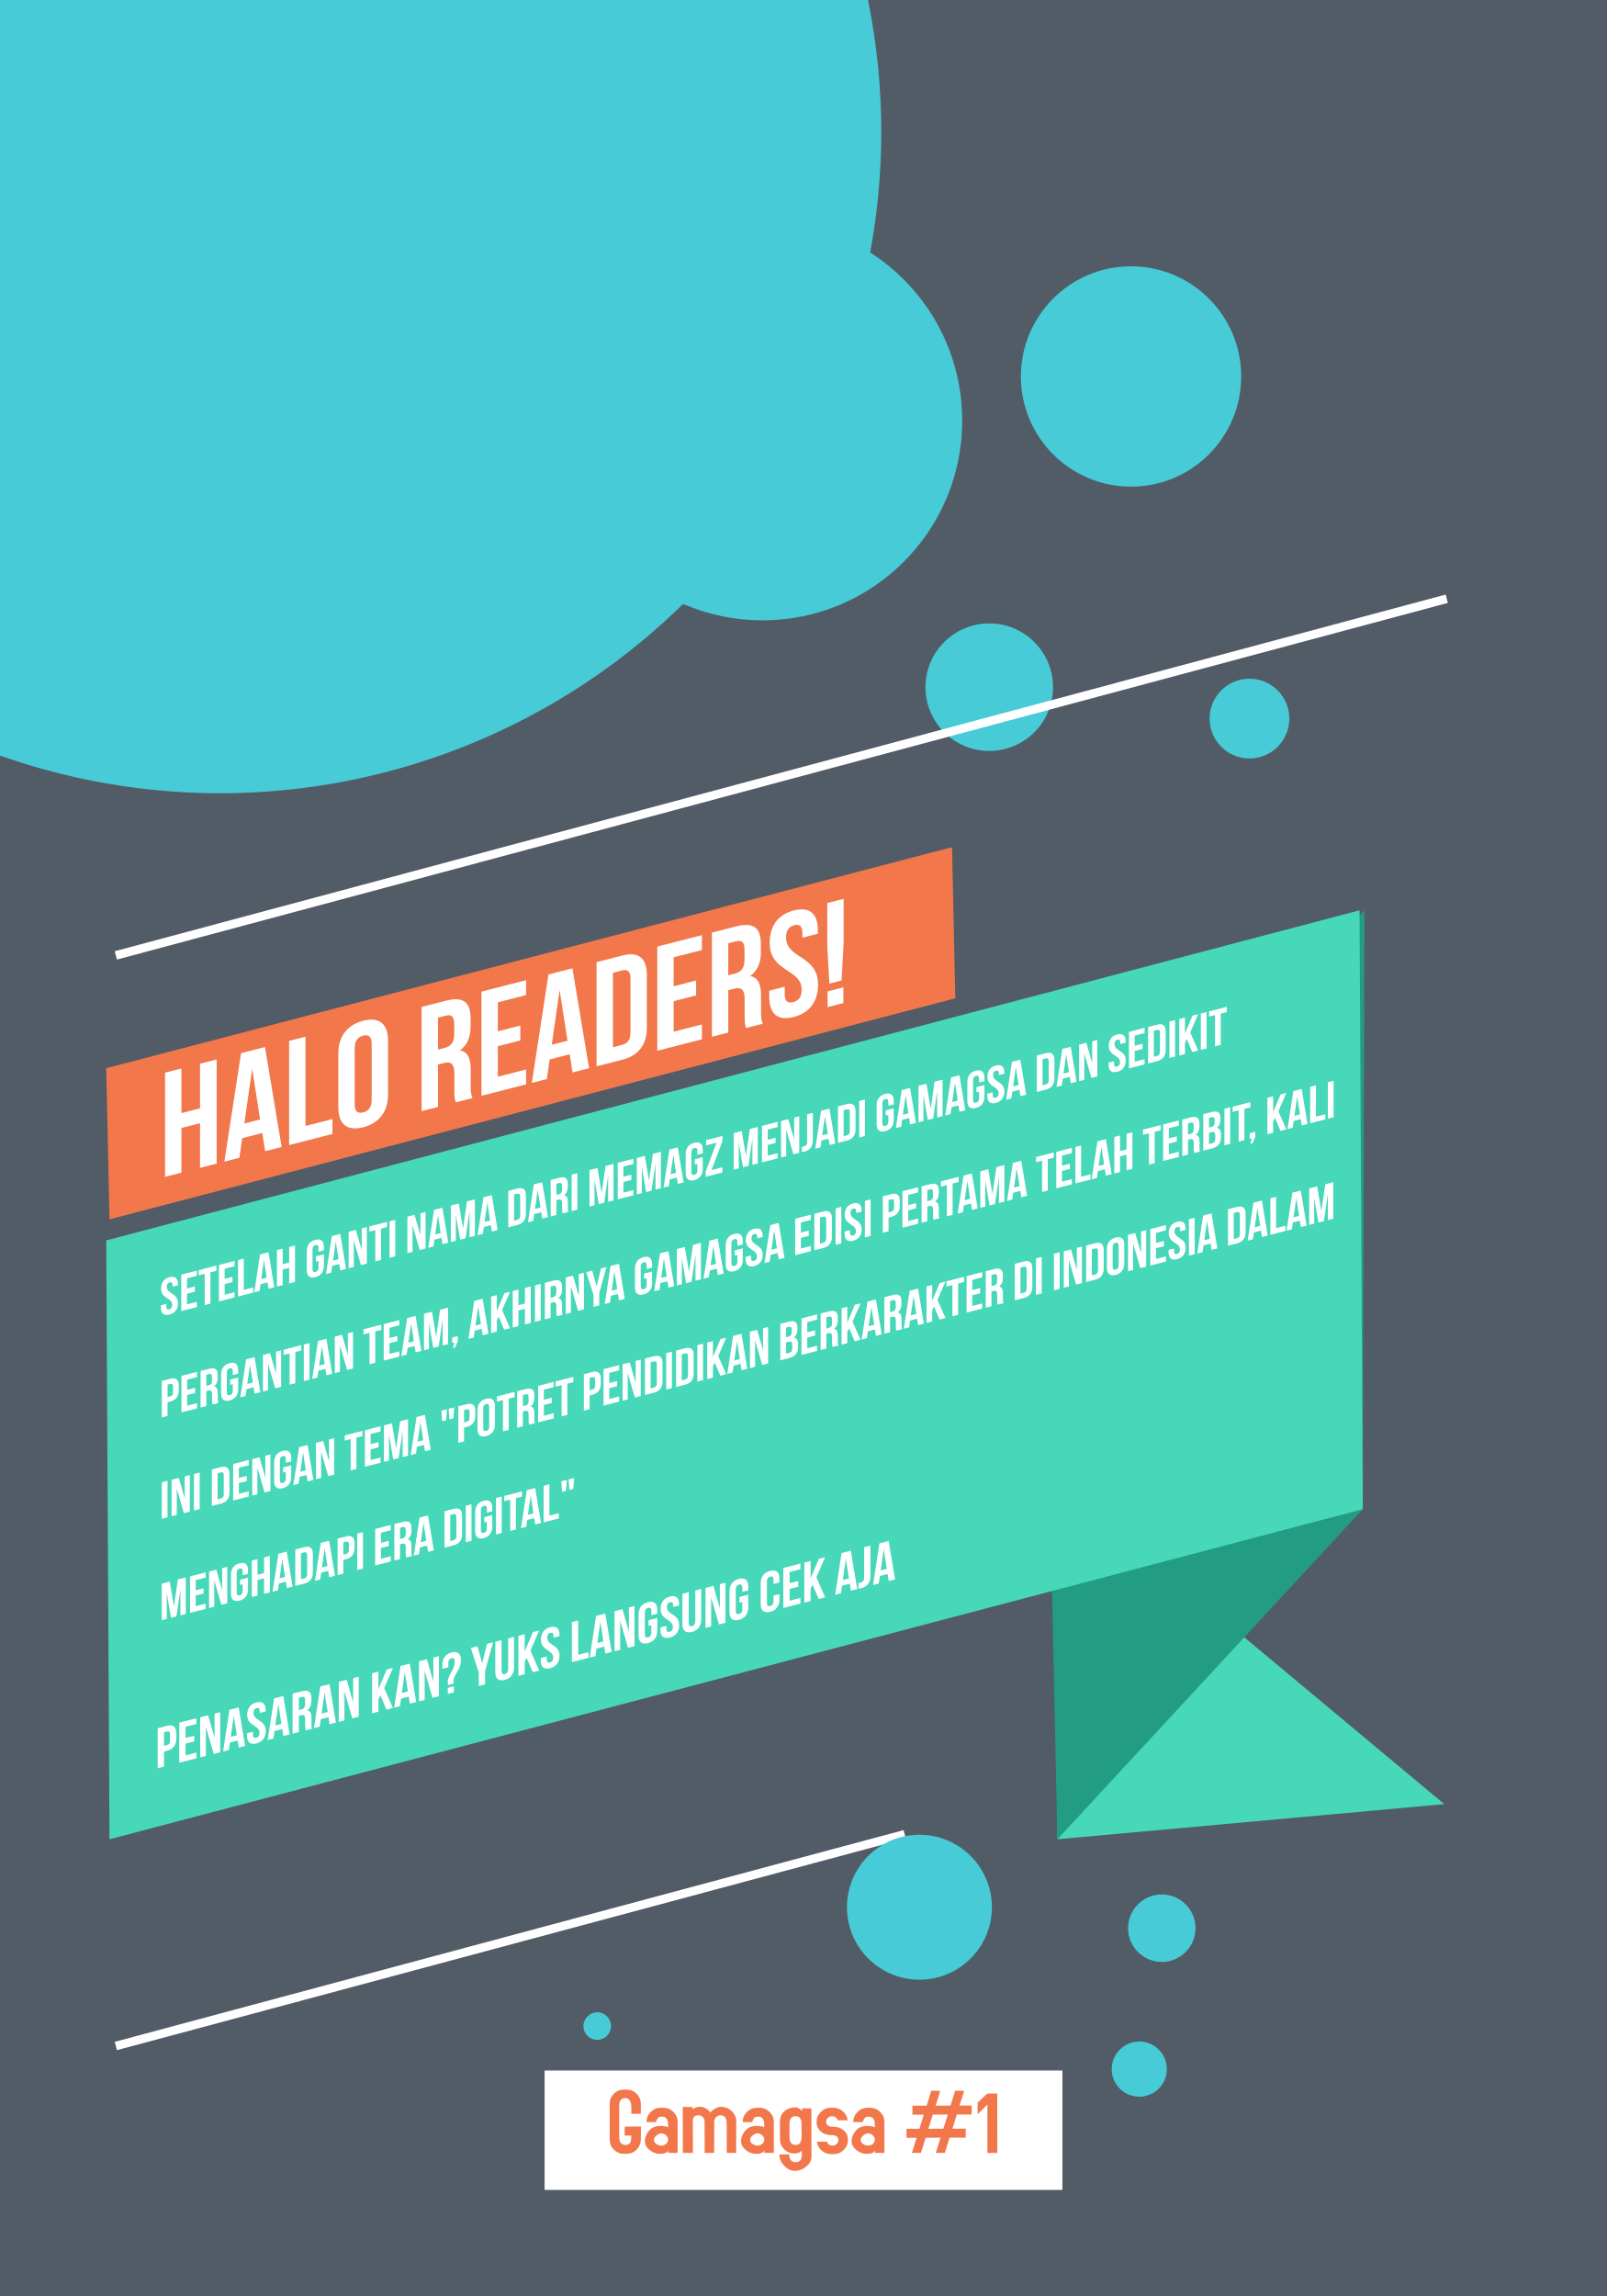 HALO READERS!
SETELAH GANTI NAMA DARI MEMAGZ MENJADI GAMAGSA DAN SEDIKIT
PERGANTIAN TEAM, AKHIRNYA GAMAGSA EDISI PERTAMA TELAH TERBIT, KALI
INI DENGAN TEMA "POTRET PENDIDIKAN BERKARAKTER DI INDONESIA DALAM
MENGHADAPI ERA DIGITAL"
PENASARAN KAN? YUKS LANGSUNG CEK AJA
Gamagsa #1